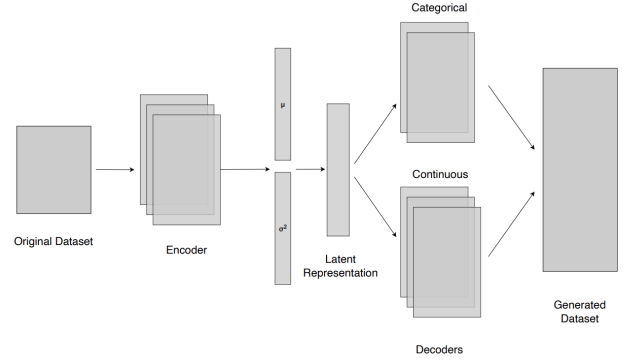 Categorical
μ
Continuous
Original Dataset
Encoder
σ²
Latent
Representation
Generated
Dataset
Decoders